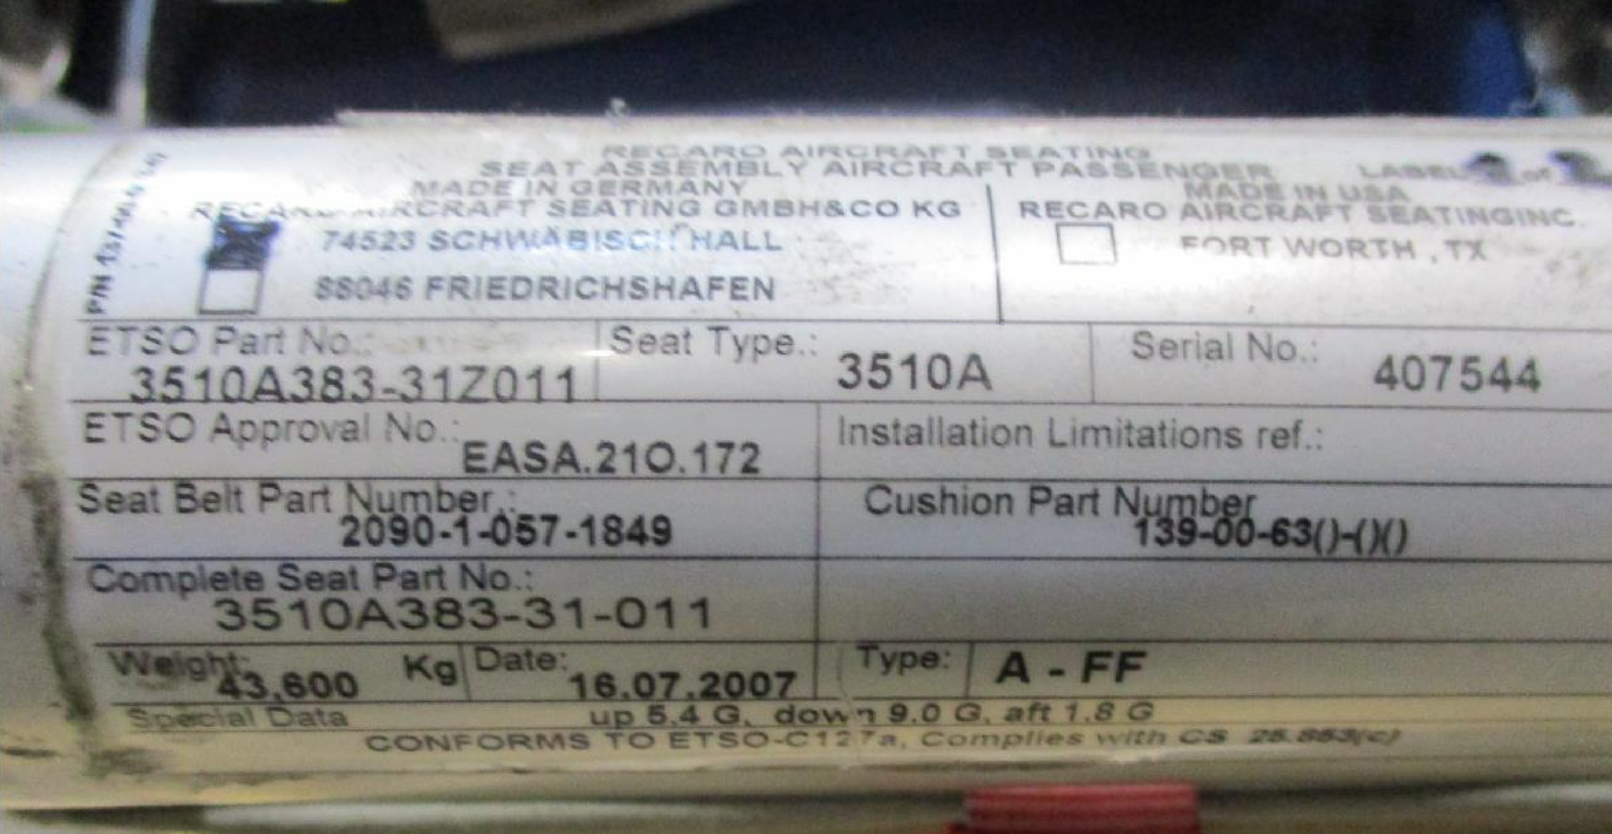 RECARO AIRCRAFT SEATING
SEAT ASSEMBLY AIRCRAFT PASSENGER LABEL 2 of 2
MADE IN GERMANY MADE IN USA
RECARO AIRCRAFT SEATING GMBH&CO KG RECARO AIRCRAFT SEATINGINC.
74523 SCHWÄBISCH HALL FORT WORTH , TX
88046 FRIEDRICHSHAFEN
P/N
ETSO Part No.: Seat Type.: Serial No.:
3510A383-31Z011 3510A 407544
ETSO Approval No.: Installation Limitations ref.:
EASA.21O.172
Seat Belt Part Number.: Cushion Part Number
2090-1-057-1849 139-00-63()-()()
Complete Seat Part No.:
3510A383-31-011
Weight: 43,600 Kg Date: 16.07.2007 Type: A - FF
Special Data up 5.4 G, down 9.0 G, aft 1.8 G
CONFORMS TO ETSO-C127a, Complies with CS 25.853(c)